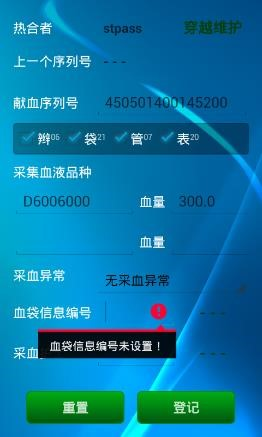 热合者 stpass 穿越维护
上一个序列号 ---
献血序列号 450501400145200
辫06 袋21 管07 表20
采集血液品种
D6006000 血量 300.0
血量
采血异常 无采血异常
血袋信息编号 ---
血袋信息编号未设置！
采血 ---
重置 登记